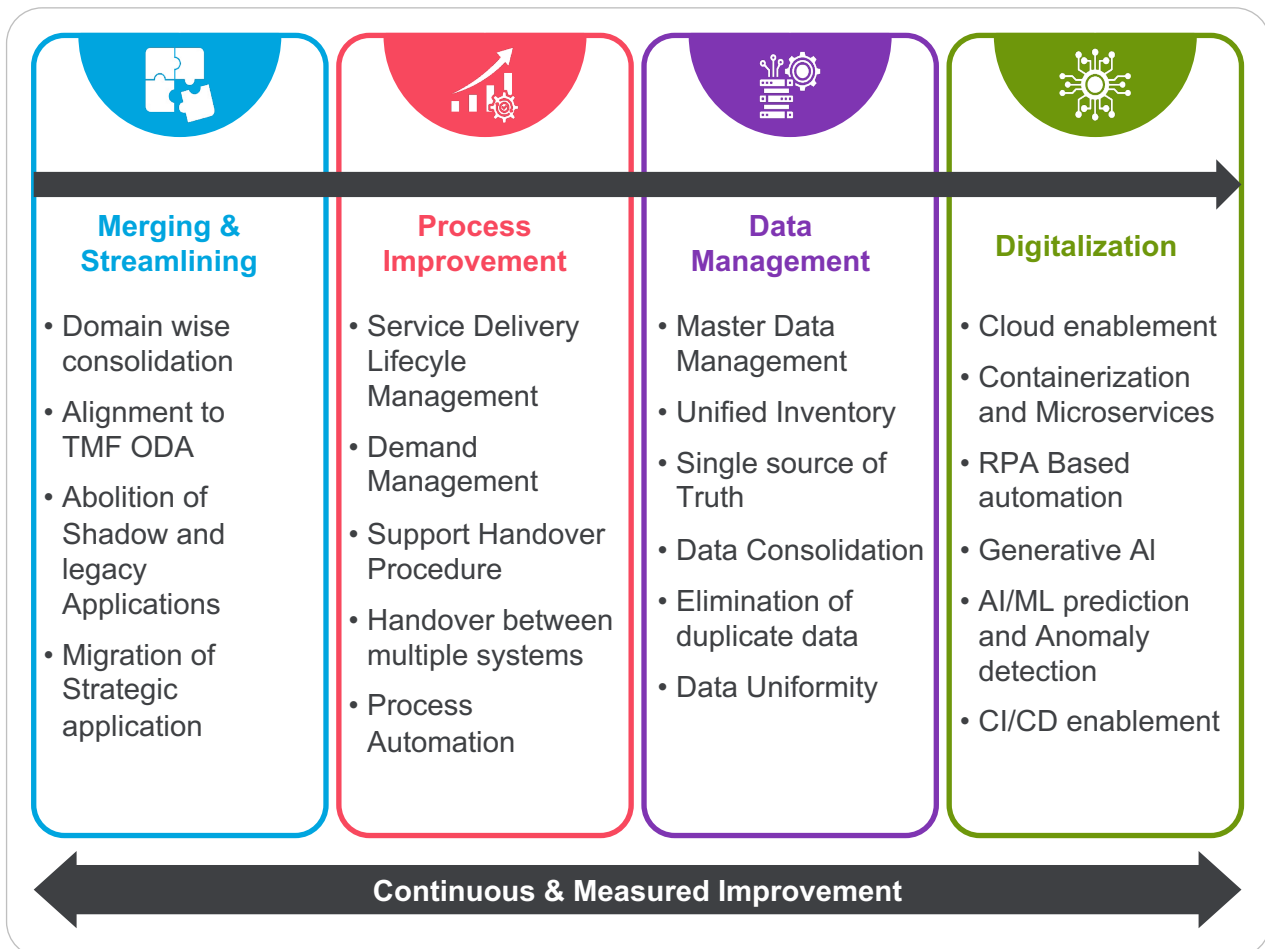 Merging &
Streamlining
• Domain wise
consolidation
• Alignment to
TMF ODA
• Abolition of
Shadow and
legacy
Applications
• Migration of
Strategic
application
Process
Improvement
• Service Delivery
Lifecyle
Management
• Demand
Management
• Support Handover
Procedure
• Handover between
multiple systems
• Process
Automation
Data
Management
• Master Data
Management
• Unified Inventory
• Single source of
Truth
• Data Consolidation
• Elimination of
duplicate data
• Data Uniformity
Digitalization
• Cloud enablement
• Containerization
and Microservices
• RPA Based
automation
• Generative AI
• AI/ML prediction
and Anomaly
detection
• CI/CD enablement
Continuous & Measured Improvement